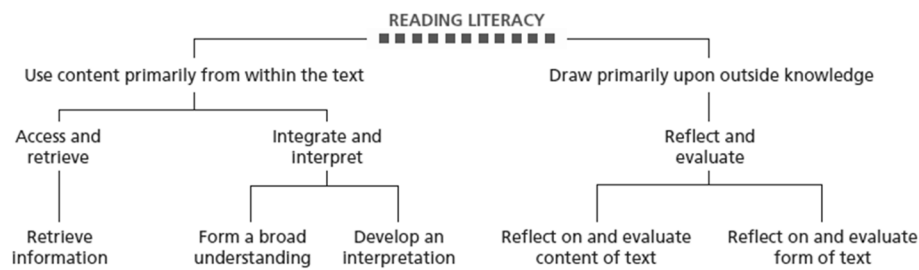 READING LITERACY
Use content primarily from within the text
Draw primarily upon outside knowledge
Access and
retrieve
Integrate and
interpret
Reflect and
evaluate
Retrieve
information
Form a broad
understanding
Develop an
interpretation
Reflect on and evaluate
content of text
Reflect on and evaluate
form of text